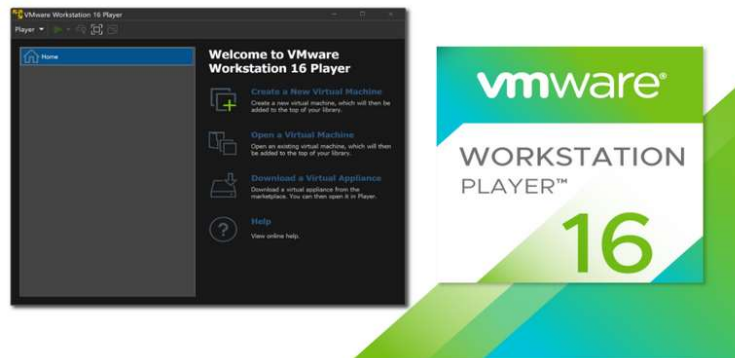 VMware Workstation 16 Player
Player
Home
Welcome to VMware
Workstation 16 Player
Create a New Virtual Machine
Create a new virtual machine, which will then be
added to the top of your library.
Open a Virtual Machine
Open an existing virtual machine, which will then
be added to the top of your library.
Download a Virtual Appliance
Download a virtual appliance from the
marketplace. You can then open it in Player.
Help
View online help.
vmware®
WORKSTATION
PLAYER™
16